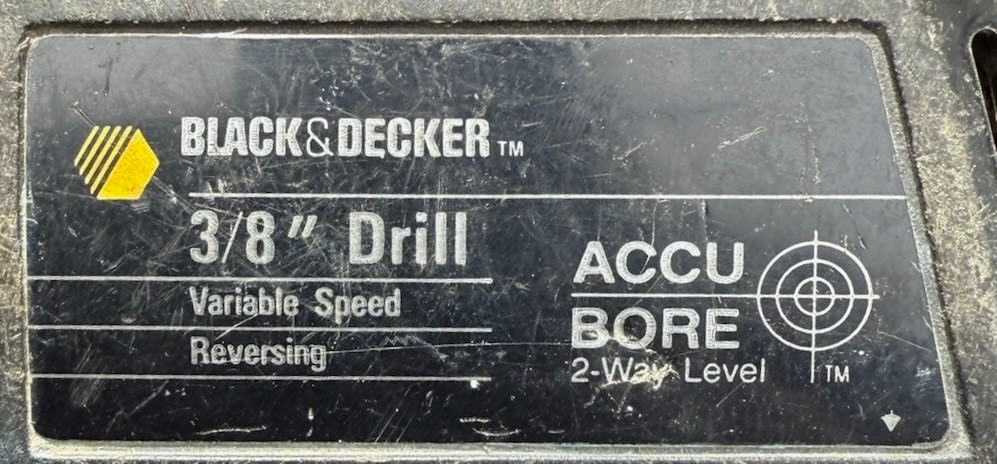 BLACK&DECKER™
3/8" Drill
Variable Speed
Reversing
ACCU
BORE
2-Way Level ™